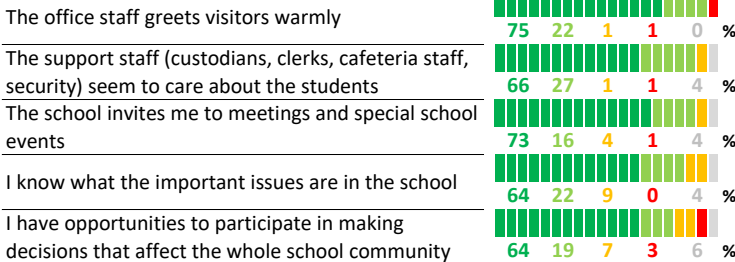 The office staff greets visitors warmly
75 22 1 1 0 %
The support staff (custodians, clerks, cafeteria staff,
security) seem to care about the students
66 27 1 1 4 %
The school invites me to meetings and special school
events
73 16 4 1 4 %
I know what the important issues are in the school
64 22 9 0 4 %
I have opportunities to participate in making
decisions that affect the whole school community
64 19 7 3 6 %